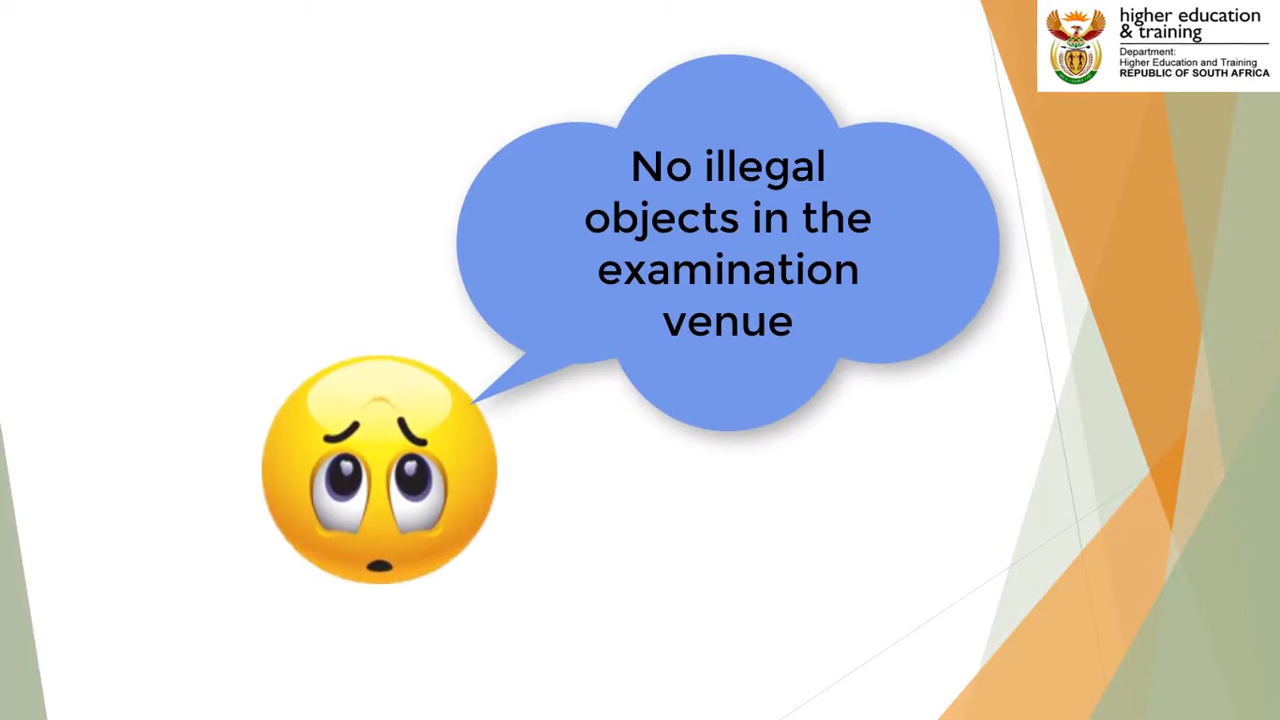 higher education
& training
Department:
Higher Education and Training
REPUBLIC OF SOUTH AFRICA
No illegal
objects in the
examination
venue